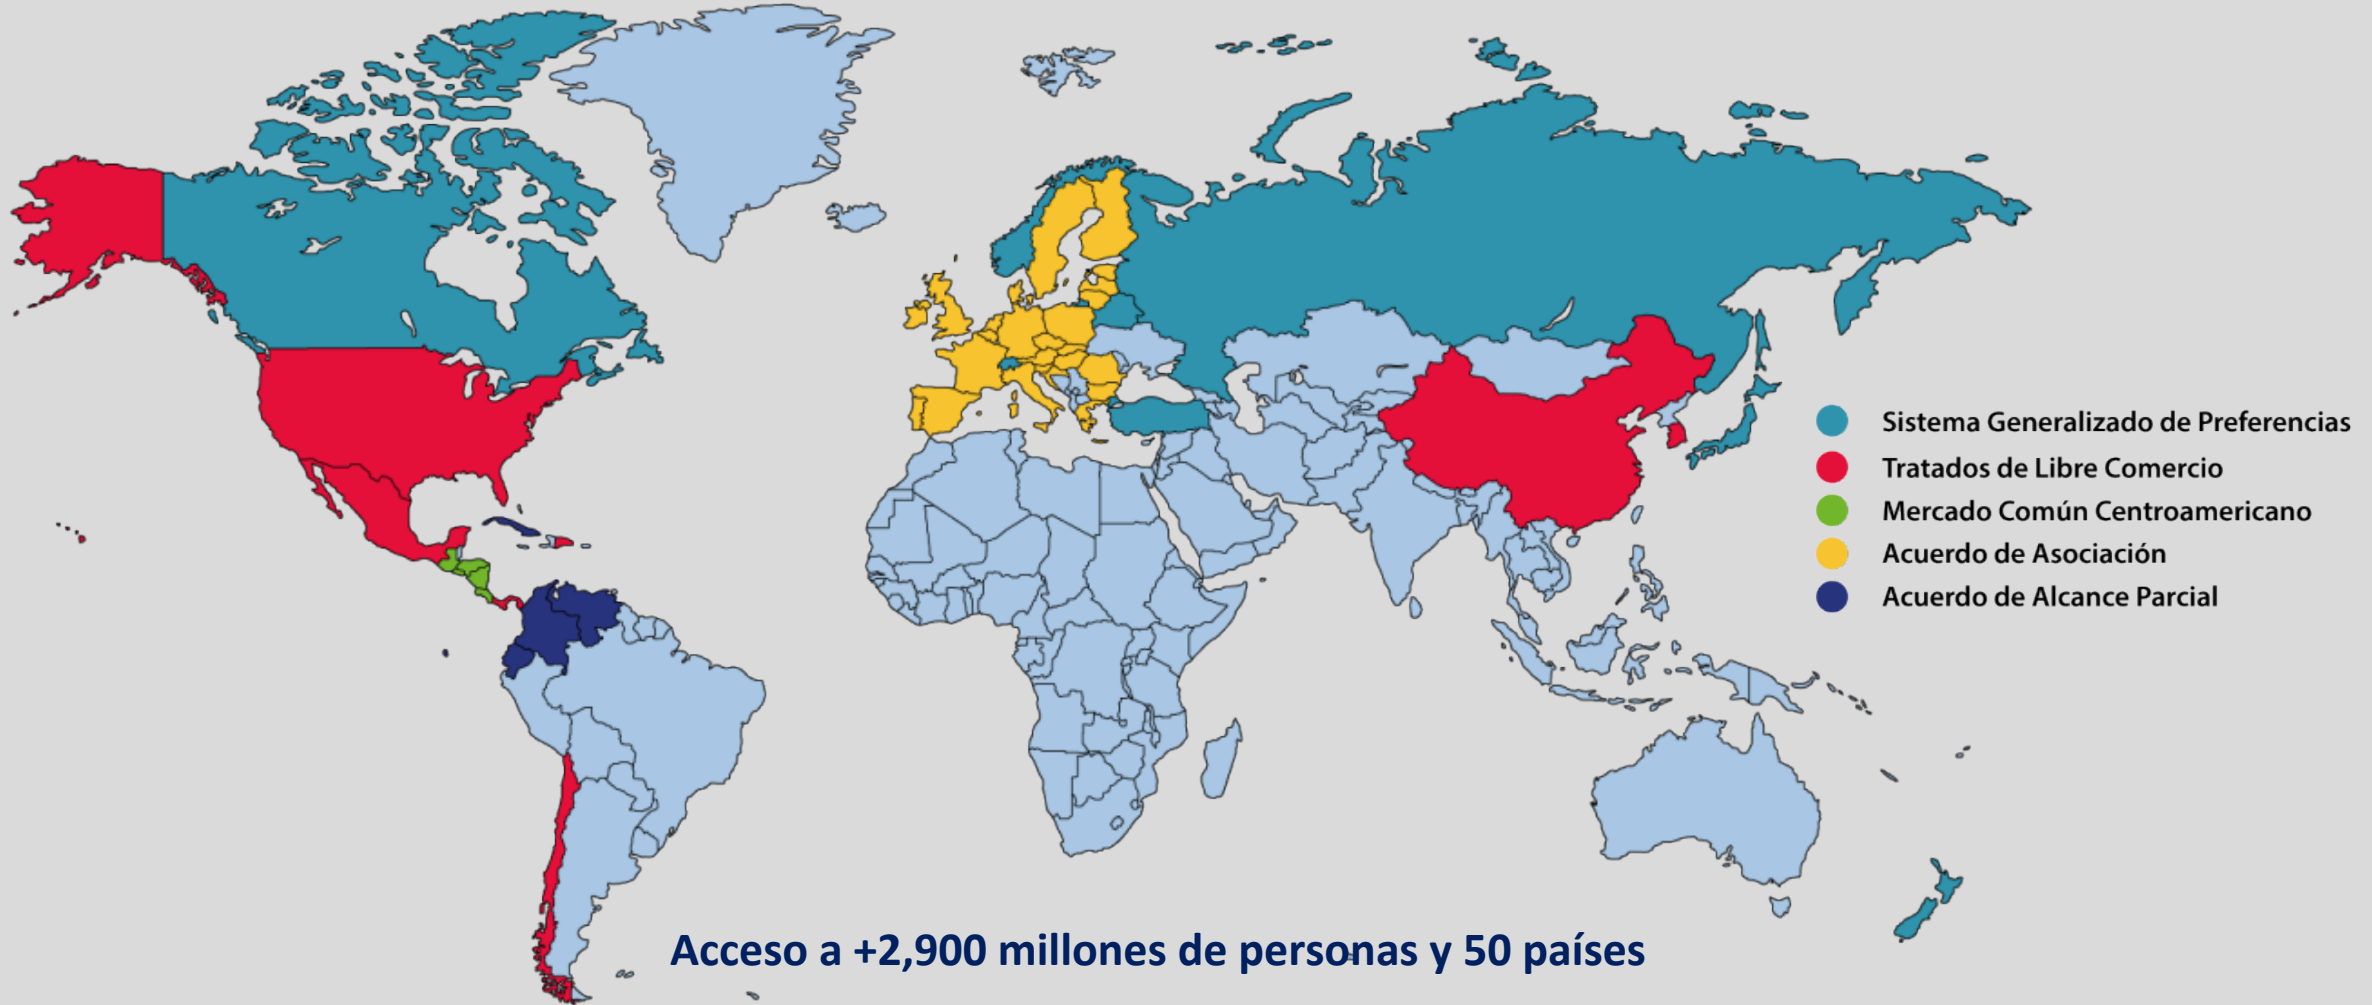 Sistema Generalizado de Preferencias
Tratados de Libre Comercio
Mercado Común Centroamericano
Acuerdo de Asociación
Acuerdo de Alcance Parcial
Acceso a +2,900 millones de personas y 50 países